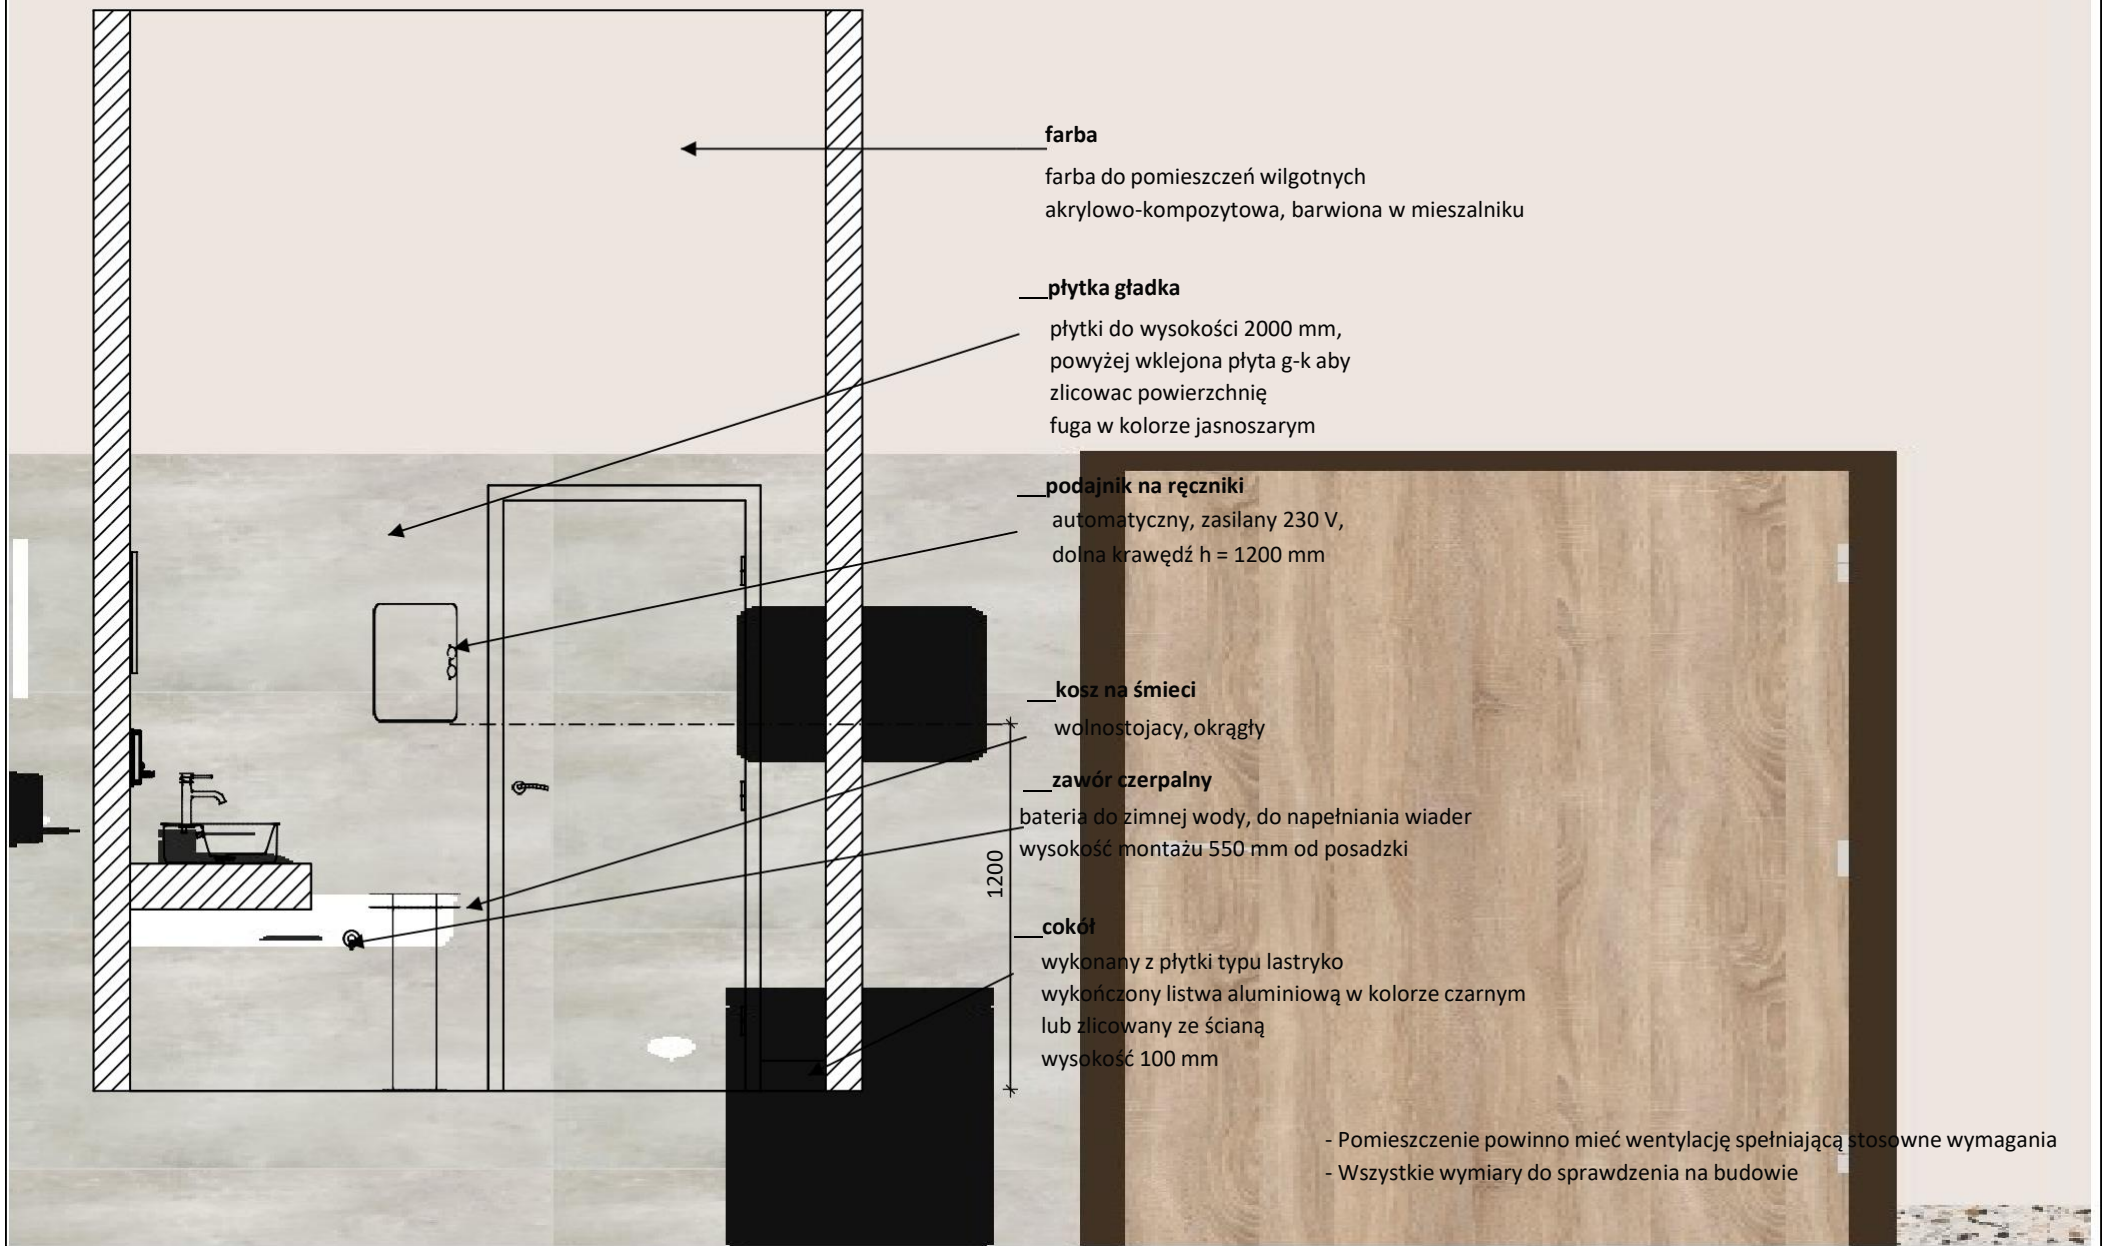 farba
farba do pomieszczeń wilgotnych
akrylowo-kompozytowa, barwiona w mieszalniku
płytka gładka
płytki do wysokości 2000 mm,
powyżej wklejona płyta g-k aby
zlicowac powierzchnię
fuga w kolorze jasnoszarym
podajnik na ręczniki
automatyczny, zasilany 230 V,
dolna krawędź h = 1200 mm
kosz na śmieci
wolnostojacy, okrągły
zawór czerpalny
bateria do zimnej wody, do napełniania wiader
wysokość montażu 550 mm od posadzki
1200
cokół
wykonany z płytki typu lastryko
wykończony listwa aluminiową w kolorze czarnym
lub zlicowany ze ścianą
wysokość 100 mm
- Pomieszczenie powinno mieć wentylację spełniającą stosowne wymagania
- Wszystkie wymiary do sprawdzenia na budowie